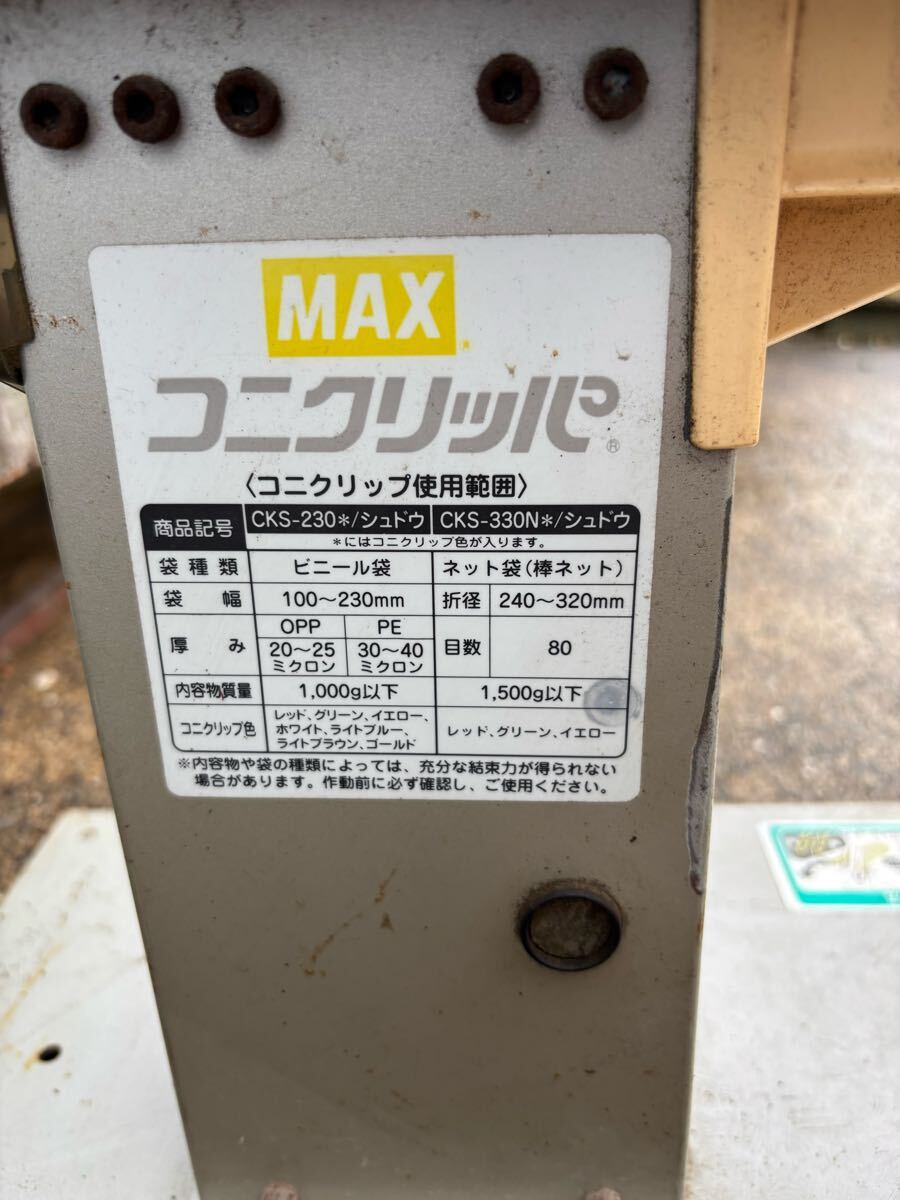 MAX
コニクリッパ®
〈コニクリップ使用範囲〉
商品記号 CKS-230*/シュドウ CKS-330N*/シュドウ
*にはコニクリップ色が入ります。
袋種類 ビニール袋 ネット袋(棒ネット)
袋幅 100〜230mm 折径 240〜320mm
厚み OPP PE 目数 80
20〜25 30〜40
ミクロン ミクロン
内容物質量 1,000g以下 1,500g以下
コニクリップ色 レッド、グリーン、イエロー、 レッド、グリーン、イエロー
ホワイト、ライトブルー、
ライトブラウン、ゴールド
※内容物や袋の種類によっては、充分な結束力が得られない
場合があります。作動前に必ず確認し、ご使用ください。